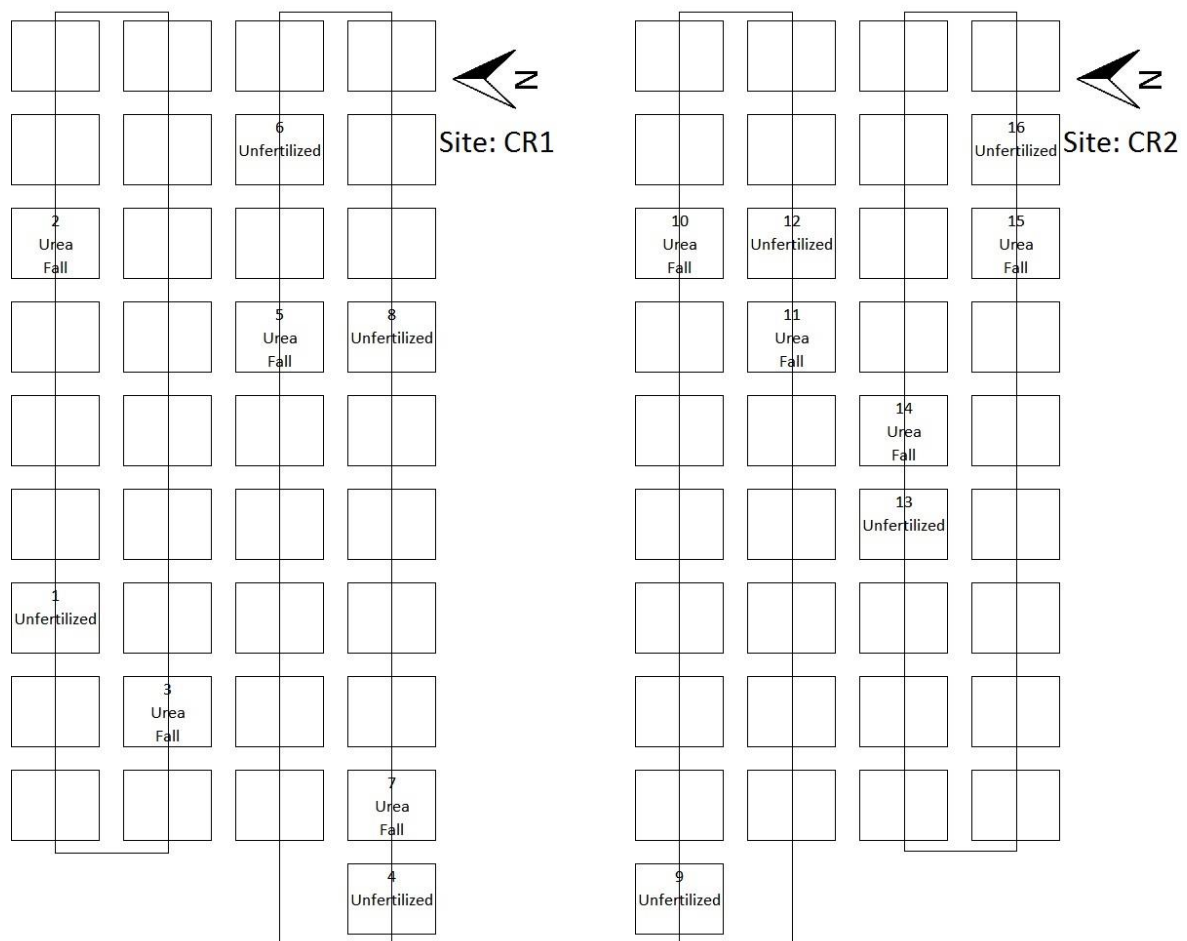 N
Site: CR1
6
Unfertilized
2
Urea
Fall
5
Urea
Fall
8
Unfertilized
1
Unfertilized
3
Urea
Fall
7
Urea
Fall
4
Unfertilized
N
Site: CR2
16
Unfertilized
10
Urea
Fall
12
Unfertilized
15
Urea
Fall
11
Urea
Fall
14
Urea
Fall
13
Unfertilized
9
Unfertilized